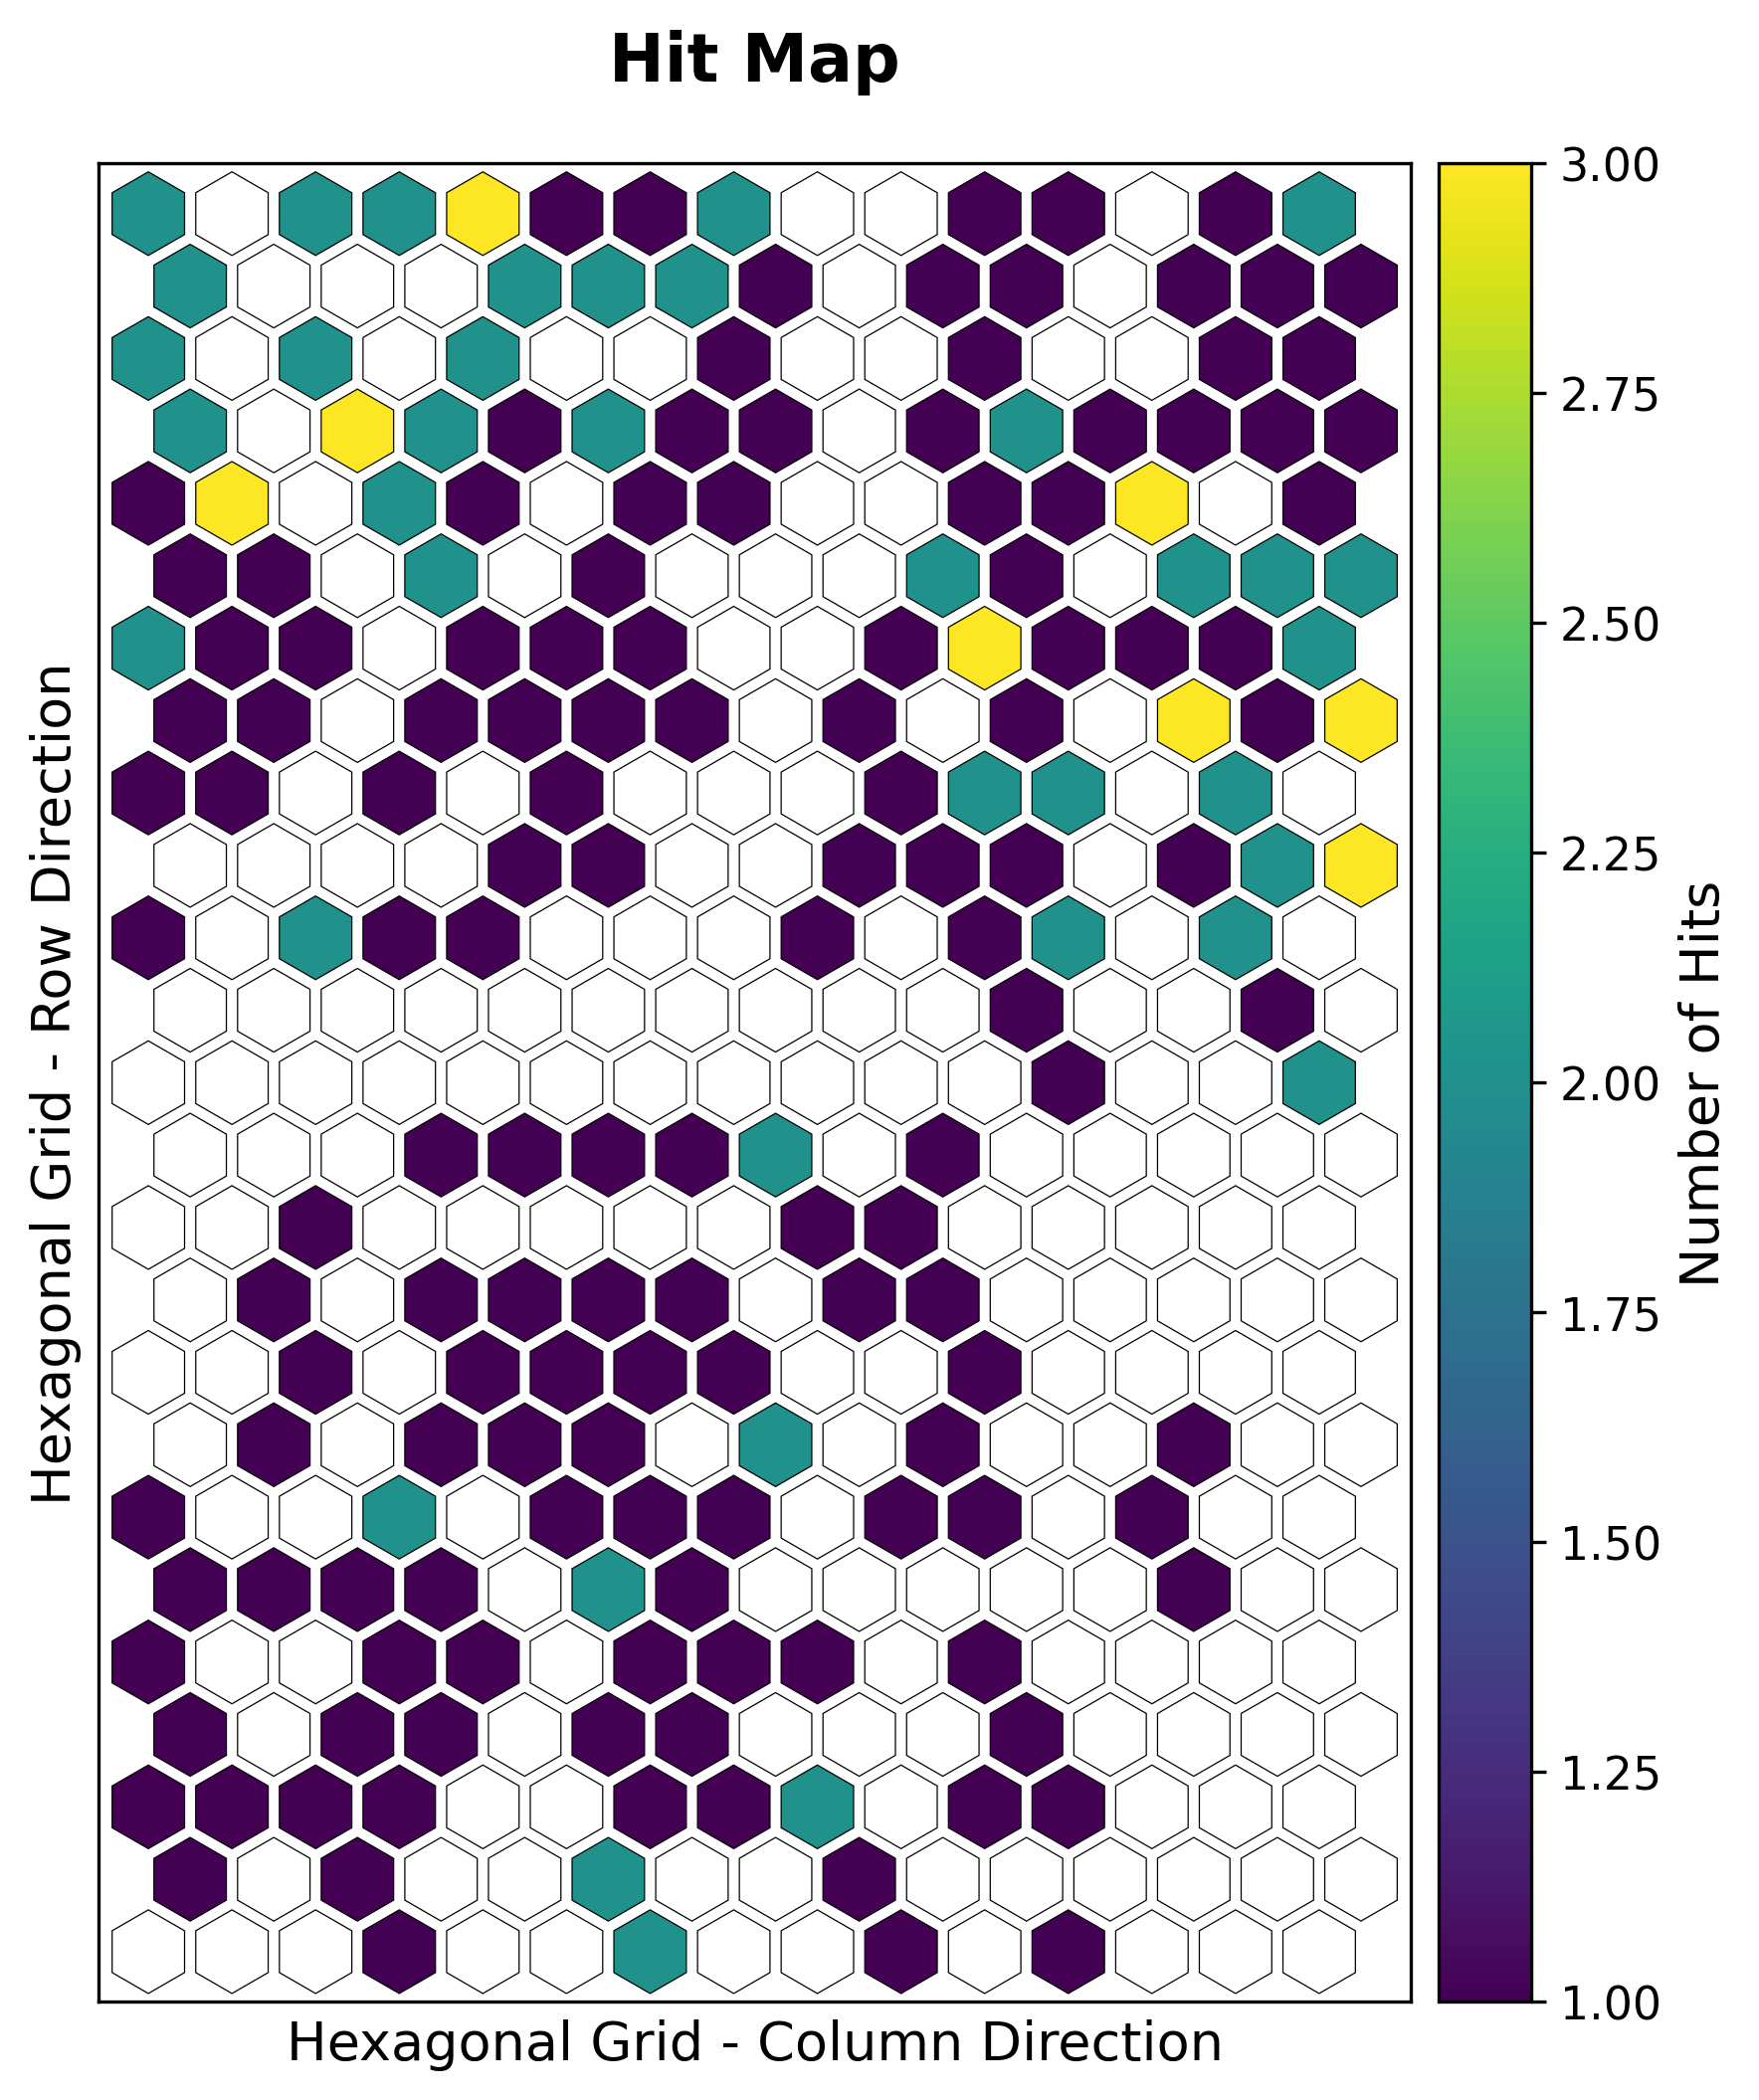 Hit Map
Hexagonal Grid - Row Direction
Hexagonal Grid - Column Direction
3.00
2.75
2.50
2.25
2.00
1.75
1.50
1.25
1.00
Number of Hits